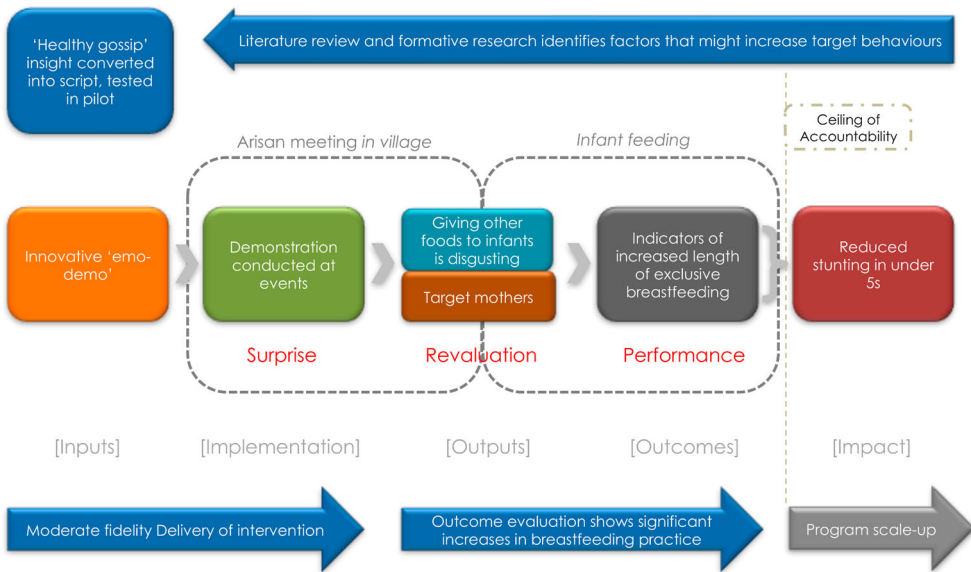 ‘Healthy gossip’
insight converted
into script, tested
in pilot
Literature review and formative research identifies factors that might increase target behaviours
Ceiling of
Accountability
Arisan meeting in village
Infant feeding
Innovative ‘emo-
demo’
Demonstration
conducted at
events
Giving other
foods to infants
is disgusting
Target mothers
Indicators of
increased length
of exclusive
breastfeeding
Reduced
stunting in under
5s
Surprise
Revaluation
Performance
[Inputs]
[Implementation]
[Outputs]
[Outcomes]
[Impact]
Moderate fidelity Delivery of intervention
Outcome evaluation shows significant
increases in breastfeeding practice
Program scale-up